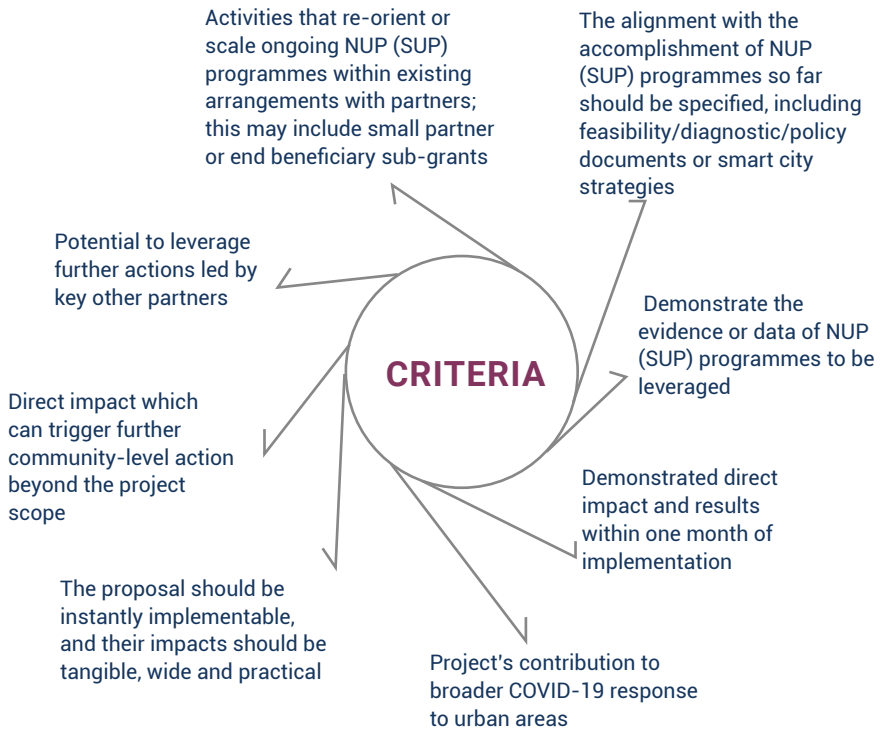 Activities that re-orient or
scale ongoing NUP (SUP)
programmes within existing
arrangements with partners;
this may include small partner
or end beneficiary sub-grants
The alignment with the
accomplishment of NUP
(SUP) programmes so far
should be specified, including
feasibility/diagnostic/policy
documents or smart city
strategies
Potential to leverage
further actions led by
key other partners
Demonstrate the
evidence or data of NUP
(SUP) programmes to be
leveraged
CRITERIA
Direct impact which
can trigger further
community-level action
beyond the project
scope
Demonstrated direct
impact and results
within one month of
implementation
The proposal should be
instantly implementable,
and their impacts should be
tangible, wide and practical
Project's contribution to
broader COVID-19 response
to urban areas